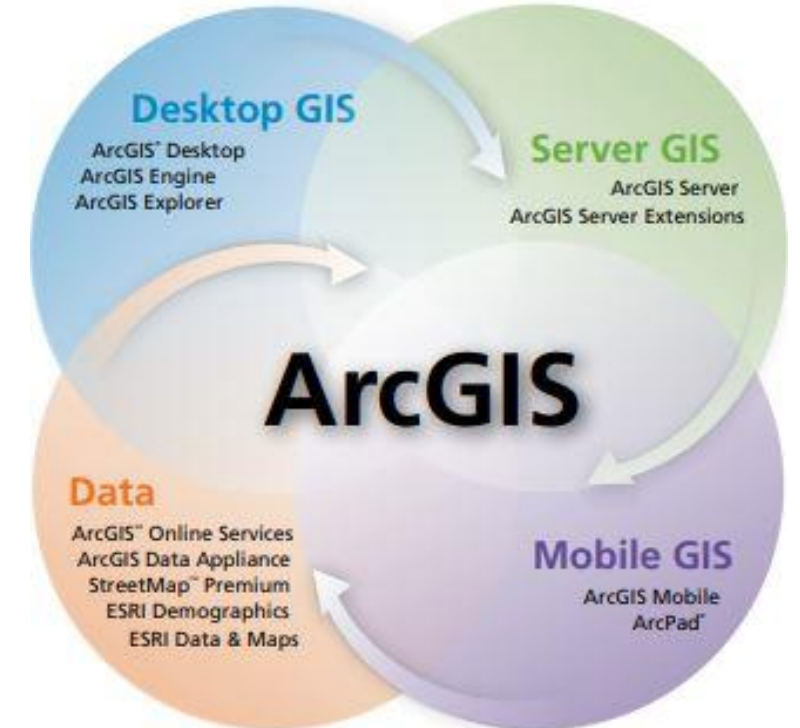 Desktop GIS
ArcGIS® Desktop
ArcGIS Engine
ArcGIS Explorer
Server GIS
ArcGIS Server
ArcGIS Server Extensions
ArcGIS
Data
ArcGIS℠ Online Services
ArcGIS Data Appliance
StreetMap™ Premium
ESRI Demographics
ESRI Data & Maps
Mobile GIS
ArcGIS Mobile
ArcPad®